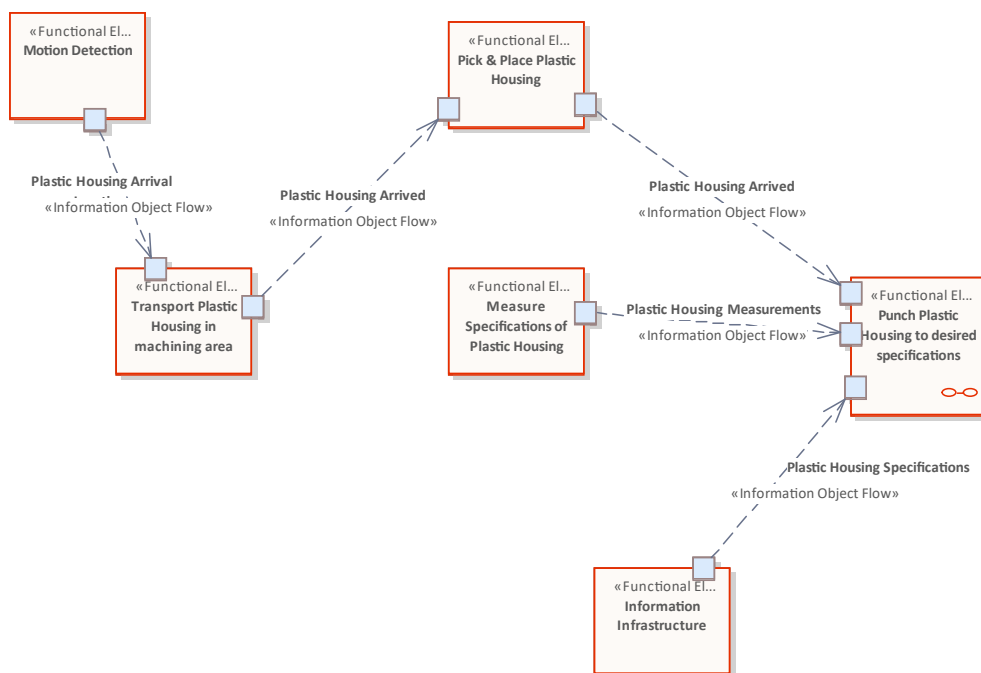 «Functional El...
Motion Detection
«Functional El...
Pick & Place Plastic
Housing
Plastic Housing Arrival
«Information Object Flow»
Plastic Housing Arrived
«Information Object Flow»
Plastic Housing Arrived
«Information Object Flow»
«Functional El...
Transport Plastic
Housing in
machining area
«Functional El...
Measure
Specifications of
Plastic Housing
Plastic Housing Measurements
«Information Object Flow»
«Functional El...
Punch Plastic
Housing to desired
specifications
Plastic Housing Specifications
«Information Object Flow»
«Functional El...
Information
Infrastructure